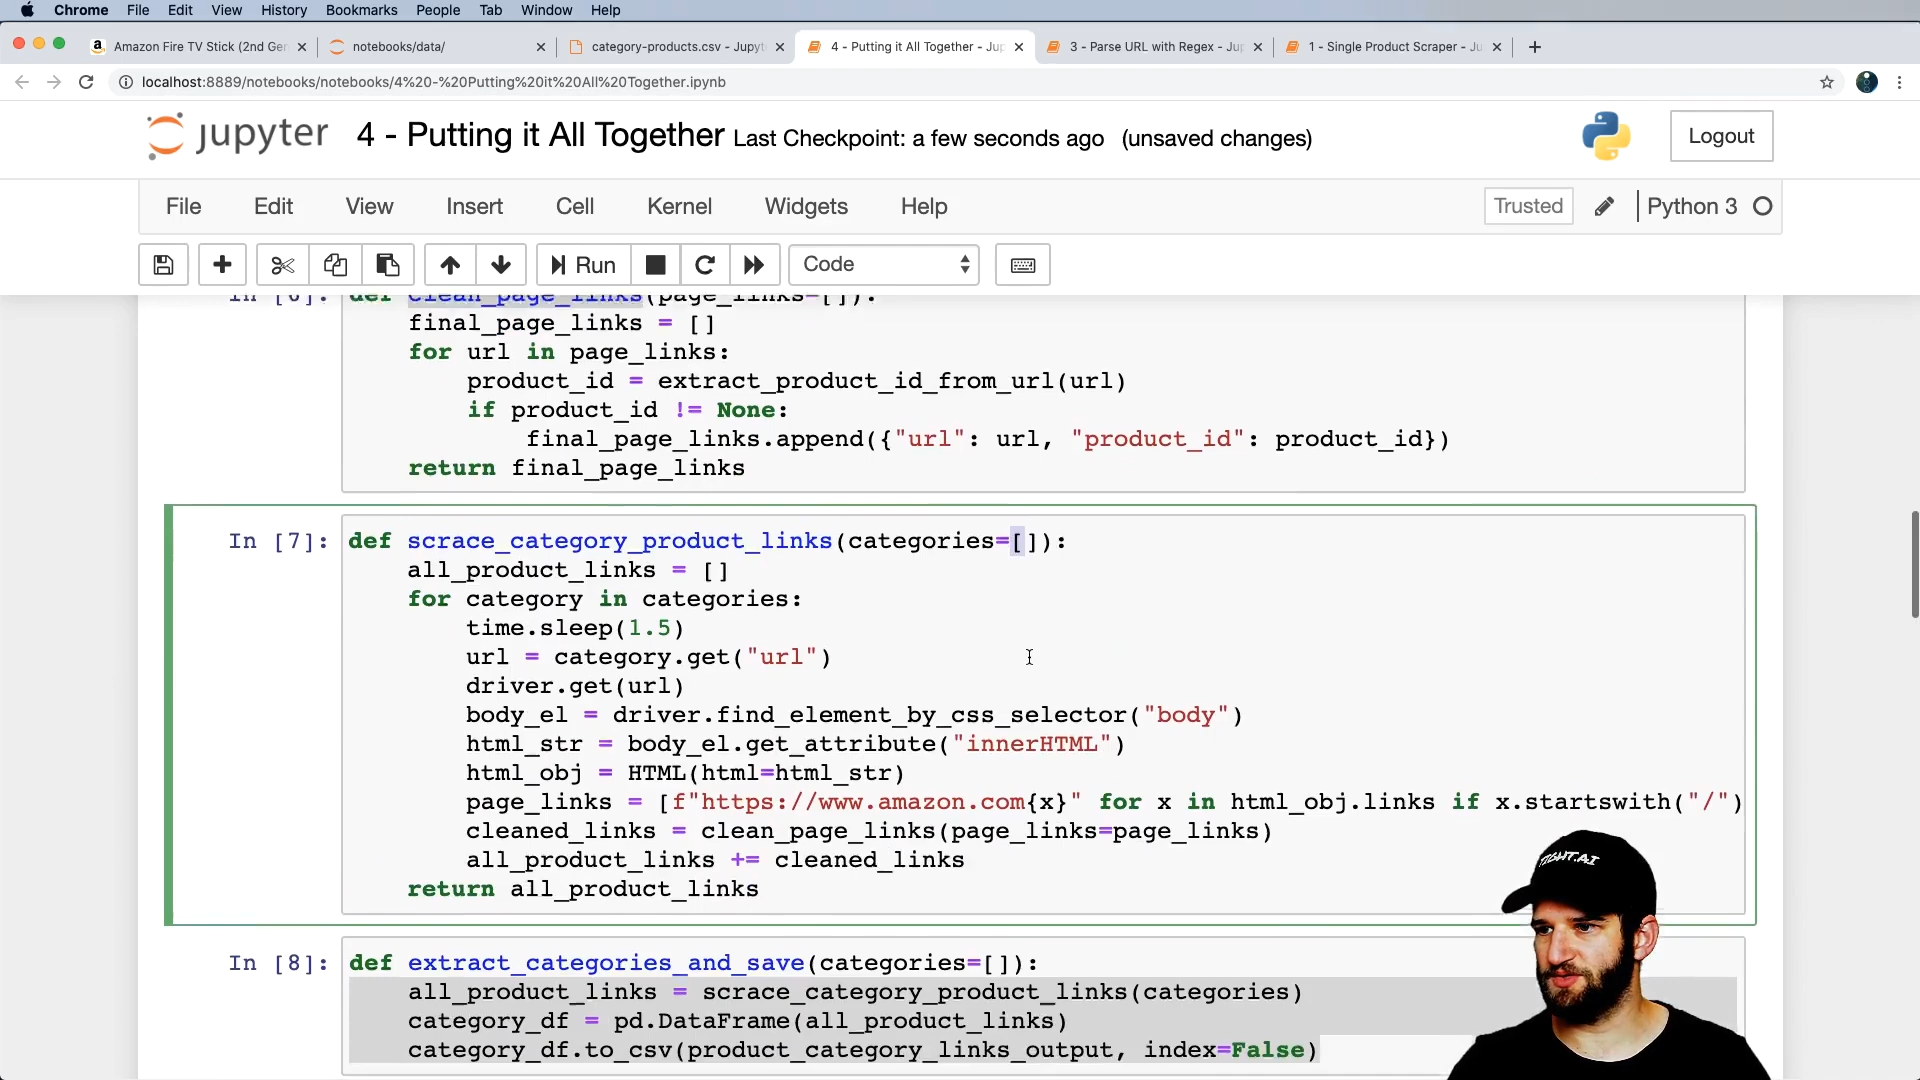 Chrome File Edit View History Bookmarks People Tab Window Help
Amazon Fire TV Stick (2nd Gen
notebooks/data/
category-products.csv - Jupyt
4 - Putting it All Together - Jup
3 - Parse URL with Regex - Jup
1 - Single Product Scraper - Ju
localhost:8889/notebooks/notebooks/4%20-%20Putting%20it%20All%20Together.ipynb
jupyter 4 - Putting it All Together Last Checkpoint: a few seconds ago (unsaved changes)
Logout
File Edit View Insert Cell Kernel Widgets Help
Trusted Python 3
Run Code
In [6]: def clean_page_links(page_links=[]):
final_page_links = []
for url in page_links:
product_id = extract_product_id_from_url(url)
if product_id != None:
final_page_links.append({"url": url, "product_id": product_id})
return final_page_links
In [7]: def scrace_category_product_links(categories=[]):
all_product_links = []
for category in categories:
time.sleep(1.5)
url = category.get("url")
driver.get(url)
body_el = driver.find_element_by_css_selector("body")
html_str = body_el.get_attribute("innerHTML")
html_obj = HTML(html=html_str)
page_links = [f"https://www.amazon.com{x}" for x in html_obj.links if x.startswith("/")
cleaned_links = clean_page_links(page_links=page_links)
all_product_links += cleaned_links
return all_product_links
In [8]: def extract_categories_and_save(categories=[]):
all_product_links = scrace_category_product_links(categories)
category_df = pd.DataFrame(all_product_links)
category_df.to_csv(product_category_links_output, index=False)